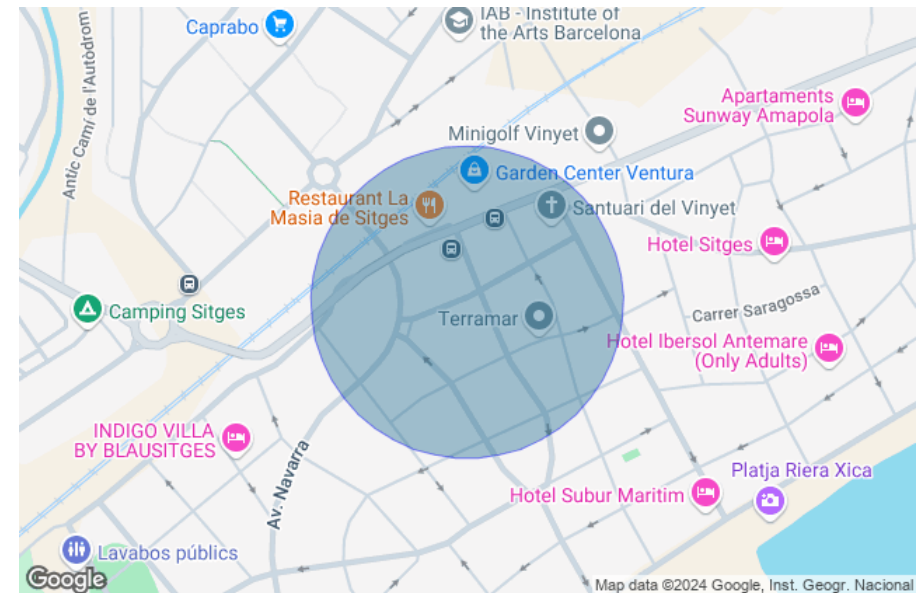 Caprabo
IAB - Institute of
the Arts Barcelona
Antic Camí de l'Autòdrom
Apartaments
Sunway Amapola
Minigolf Vinyet
Garden Center Ventura
Restaurant La
Masia de Sitges
Santuari del Vinyet
Hotel Sitges
Camping Sitges
Carrer Saragossa
Terramar
Hotel Ibersol Antemare
(Only Adults)
INDIGO VILLA
BY BLAUSITGES
Av. Navarra
Platja Riera Xica
Hotel Subur Maritim
Lavabos públics
Google
Map data ©2024 Google, Inst. Geogr. Nacional